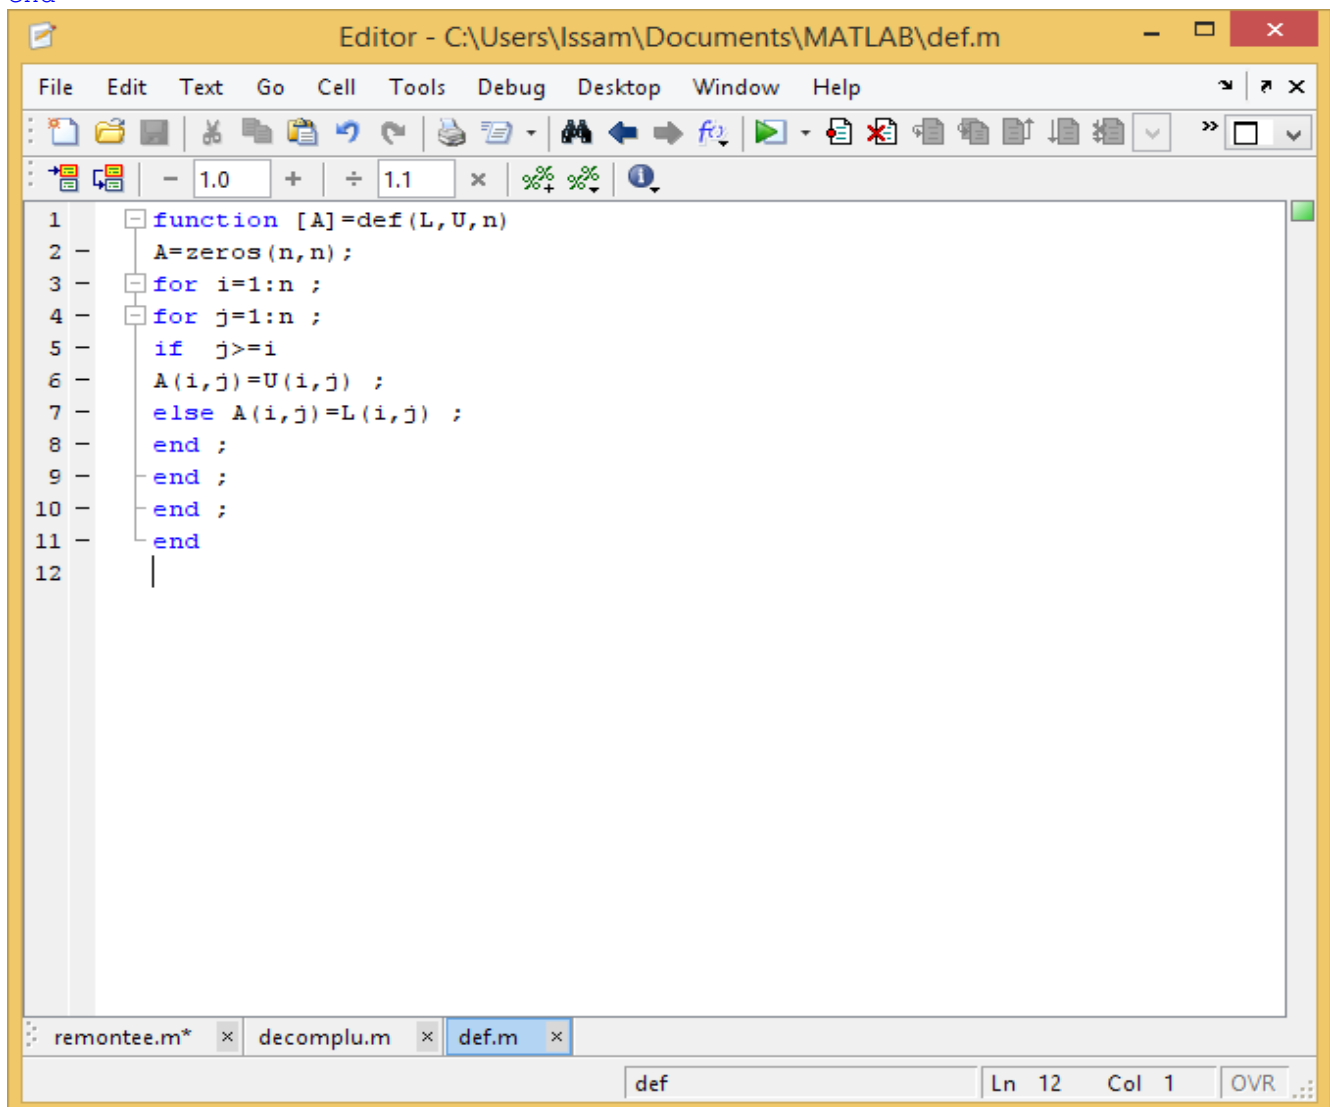 end
Editor - C:\Users\Issam\Documents\MATLAB\def.m
File Edit Text Go Cell Tools Debug Desktop Window Help
- 1.0 + ÷ 1.1 ×
1 function [A]=def(L,U,n)
2 - A=zeros(n,n);
3 - for i=1:n ;
4 - for j=1:n ;
5 - if  j>=i
6 - A(i,j)=U(i,j) ;
7 - else A(i,j)=L(i,j) ;
8 - end ;
9 - end ;
10 - end ;
11 - end
12
remontee.m* × decomplu.m × def.m ×
def Ln 12 Col 1 OVR